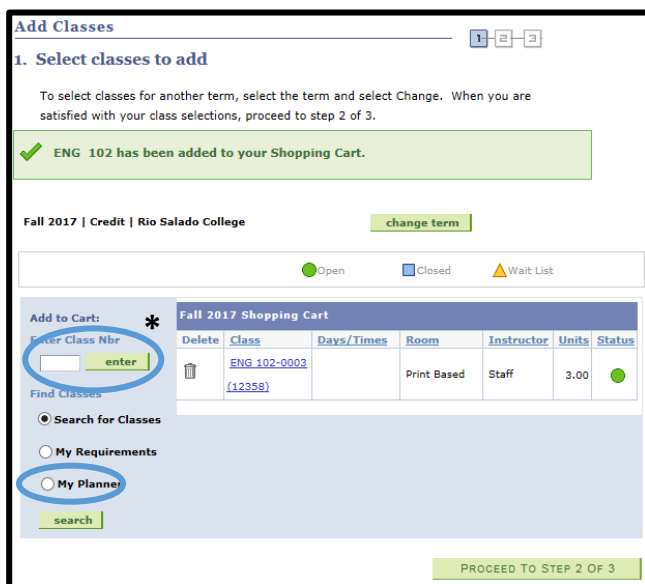 Add Classes
1 2 3
1. Select classes to add
To select classes for another term, select the term and select Change. When you are
satisfied with your class selections, proceed to step 2 of 3.
ENG 102 has been added to your Shopping Cart.
Fall 2017 | Credit | Rio Salado College
change term
Open Closed Wait List
Add to Cart: *
Enter Class Nbr
enter
Find Classes
Search for Classes
My Requirements
My Planner
search
Fall 2017 Shopping Cart
Delete Class Days/Times Room Instructor Units Status
ENG 102-0003
(12358)
Print Based Staff 3.00
PROCEED TO STEP 2 OF 3